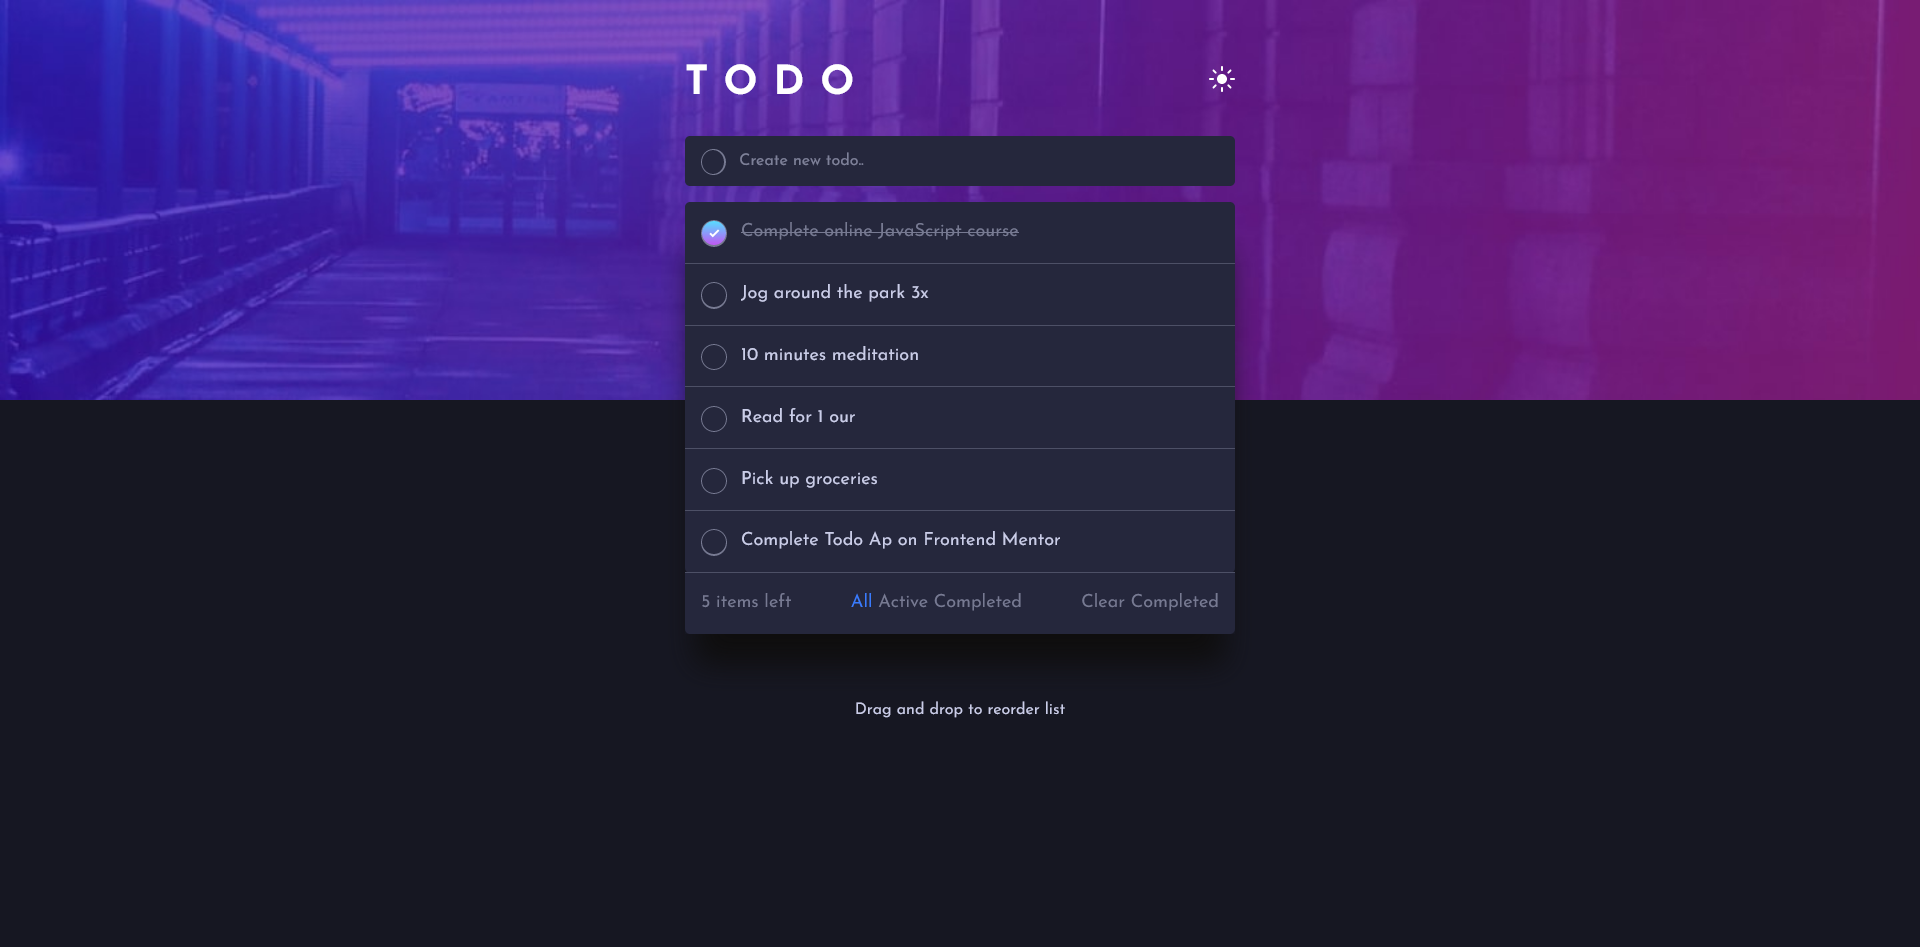 TODO
Create new todo..
Complete online JavaScript course
Jog around the park 3x
10 minutes meditation
Read for 1 our
Pick up groceries
Complete Todo Ap on Frontend Mentor
5 items left All Active Completed Clear Completed
Drag and drop to reorder list